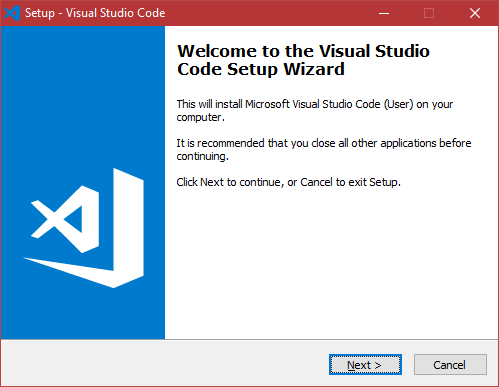 Setup - Visual Studio Code
Welcome to the Visual Studio
Code Setup Wizard
This will install Microsoft Visual Studio Code (User) on your
computer.
It is recommended that you close all other applications before
continuing.
Click Next to continue, or Cancel to exit Setup.
Next >
Cancel